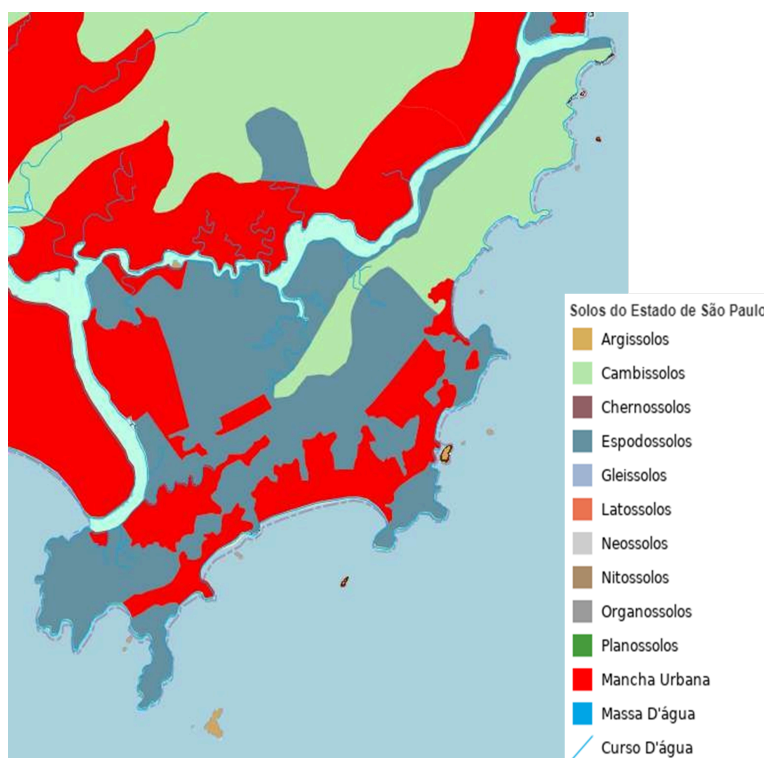 Solos do Estado de São Paulo
Argissolos
Cambissolos
Chernossolos
Espodossolos
Gleissolos
Latossolos
Neossolos
Nitossolos
Organossolos
Planossolos
Mancha Urbana
Massa D'água
Curso D'água